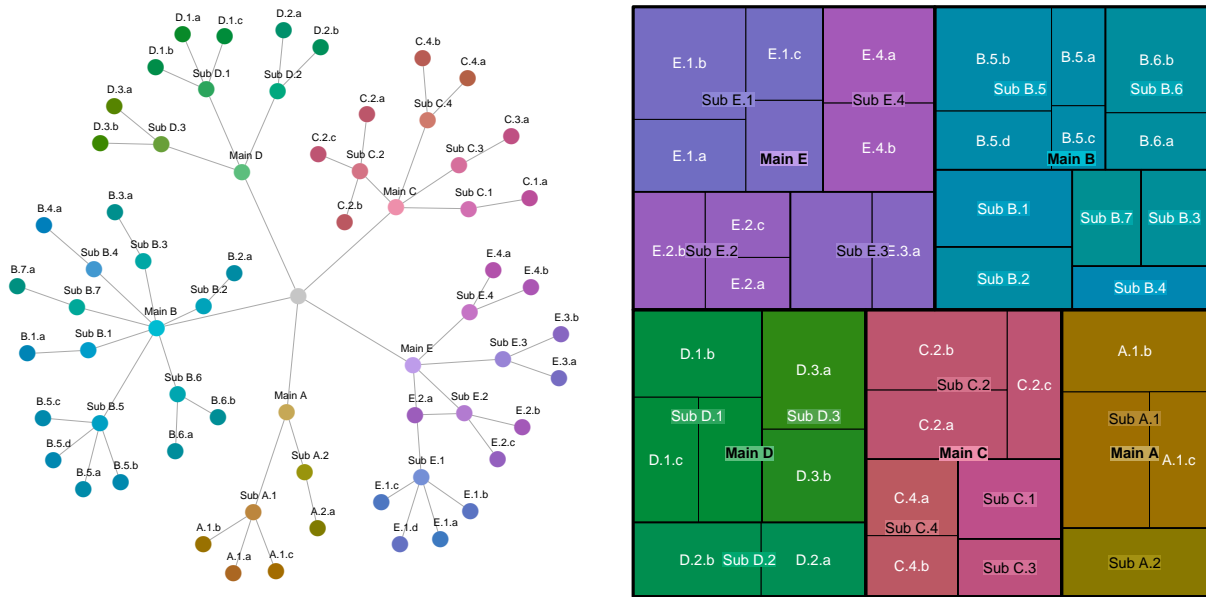 D.1.a
D.1.c
D.2.a
D.2.b
D.1.b
Sub D.1
Sub D.2
D.3.a
D.3.b
Sub D.3
Main D
C.4.b
C.4.a
Sub C.4
C.2.a
C.2.c
Sub C.2
C.2.b
C.3.a
Sub C.3
Main C
Sub C.1
C.1.a
B.3.a
B.4.a
Sub B.3
Sub B.4
B.2.a
B.7.a
Sub B.7
Sub B.2
Main B
B.1.a
Sub B.1
Sub B.6
B.6.b
B.6.a
B.5.c
Sub B.5
B.5.d
B.5.a
B.5.b
E.4.a
E.4.b
Sub E.4
E.3.b
Sub E.3
E.3.a
Main E
E.2.a
Sub E.2
E.2.b
E.2.c
Sub E.1
E.1.c
E.1.b
E.1.d
E.1.a
Main A
Sub A.2
A.2.a
Sub A.1
A.1.b
A.1.a
A.1.c
E.1.b
E.1.c
E.4.a
Sub E.1
Sub E.4
E.1.a
Main E
E.4.b
E.2.b
Sub E.2
E.2.c
E.2.a
Sub E.3
E.3.a
B.5.b
B.5.a
B.6.b
Sub B.5
Sub B.6
B.5.d
B.5.c
B.6.a
Main B
Sub B.1
Sub B.7
Sub B.3
Sub B.2
Sub B.4
D.1.b
D.3.a
Sub D.1
Sub D.3
D.1.c
Main D
D.3.b
D.2.b
Sub D.2
D.2.a
C.2.b
C.2.c
Sub C.2
C.2.a
Main C
C.4.a
Sub C.1
Sub C.4
C.4.b
Sub C.3
A.1.b
Sub A.1
Main A
A.1.c
Sub A.2